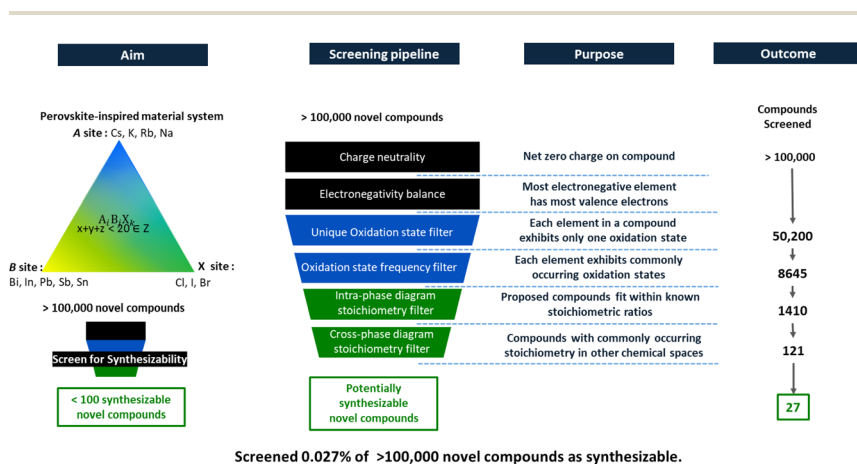 Aim
Screening pipeline
Purpose
Outcome
Perovskite-inspired material system
A site : Cs, K, Rb, Na
x+y+z < 20 ∈ Z
B site :
Bi, In, Pb, Sb, Sn
X site :
Cl, I, Br
> 100,000 novel compounds
Screen for Synthesizability
< 100 synthesizable
novel compounds
> 100,000 novel compounds
Charge neutrality
Electronegativity balance
Unique Oxidation state filter
Oxidation state frequency filter
Intra-phase diagram
stoichiometry filter
Cross-phase diagram
stoichiometry filter
Potentially
synthesizable
novel compounds
Net zero charge on compound
Most electronegative element
has most valence electrons
Each element in a compound
exhibits only one oxidation state
Each element exhibits commonly
occurring oxidation states
Proposed compounds fit within known
stoichiometric ratios
Compounds with commonly occurring
stoichiometry in other chemical spaces
Compounds
Screened
> 100,000
50,200
8645
1410
121
27
Screened 0.027% of >100,000 novel compounds as synthesizable.